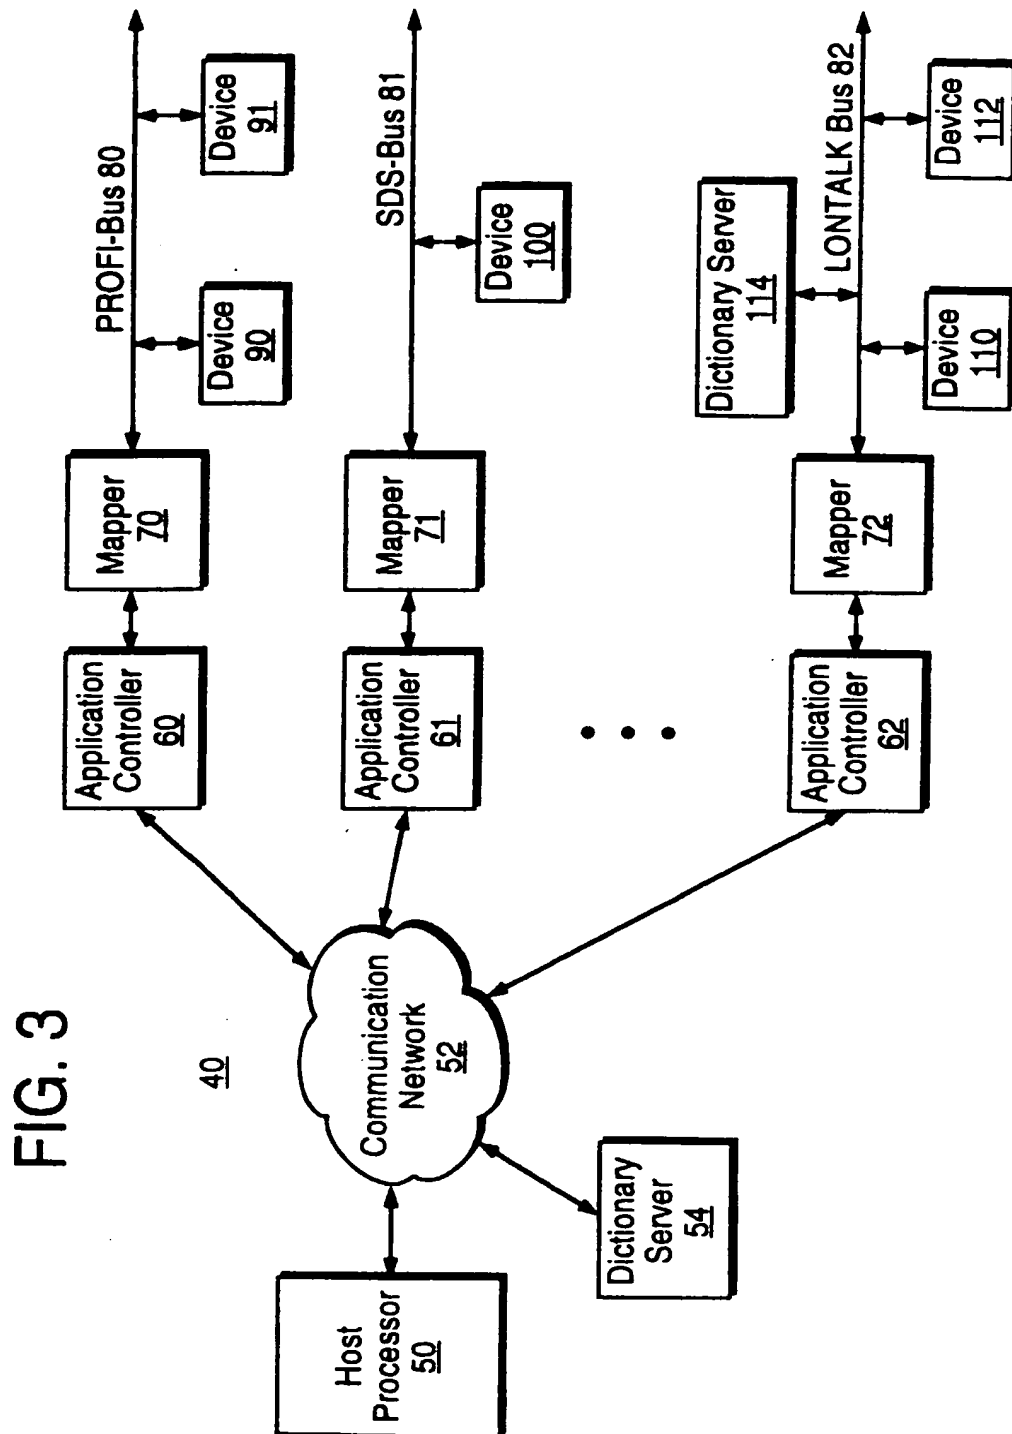 FIG. 3
40
Host
Processor
50
Communication
Network
52
Dictionary
Server
54
Application
Controller
60
Mapper
70
PROFI-Bus 80
Device
90
Device
91
Application
Controller
61
Mapper
71
SDS-Bus 81
Device
100
Application
Controller
62
Mapper
72
Dictionary Server
114
LONTALK Bus 82
Device
110
Device
112